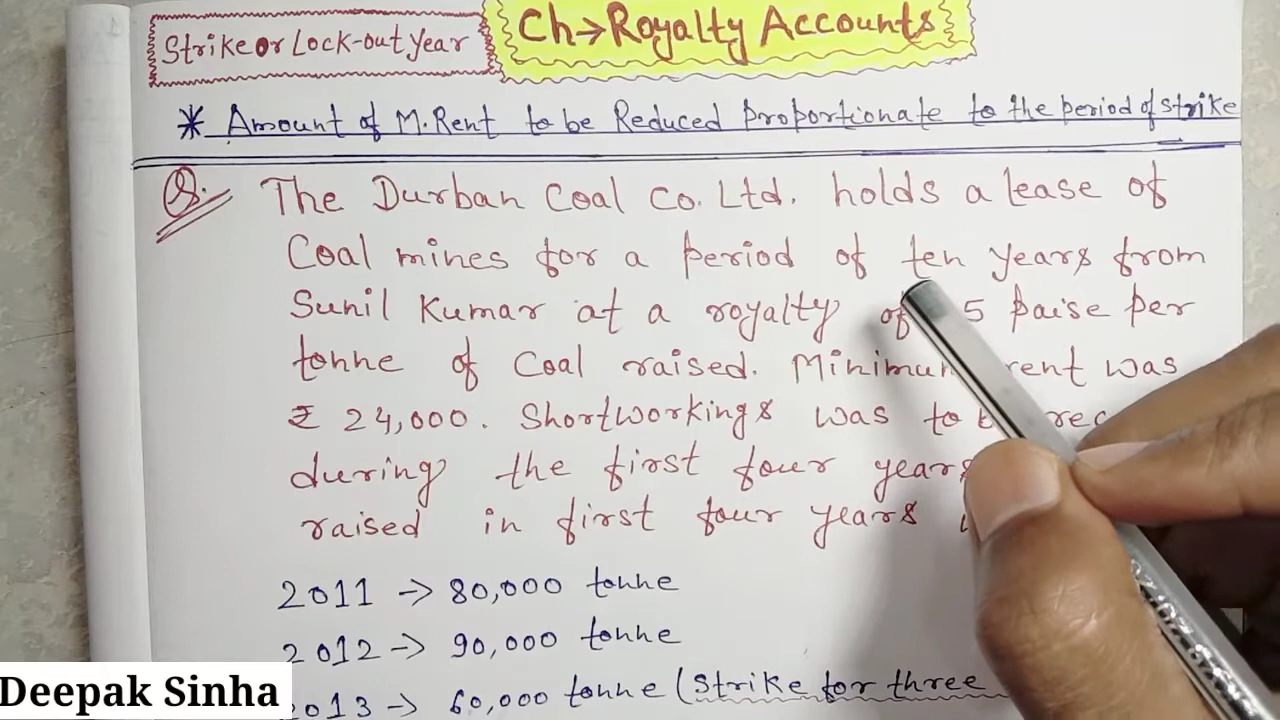 Strike or Lock-out Year
Ch→Royalty Accounts
* Amount of M.Rent to be Reduced proportionate to the period of strike
Q. The Durban Coal Co. Ltd. holds a lease of
Coal mines for a period of ten years from
Sunil Kumar at a royalty of 5 paise per
tonne of Coal raised. rent was
₹ 24,000. Shortworkings was to
during the first four years
raised in first four years
2011 → 80,000 tonne
2012 → 90,000 tonne
2013 → 60,000 tonne (Strike for three
Deepak Sinha